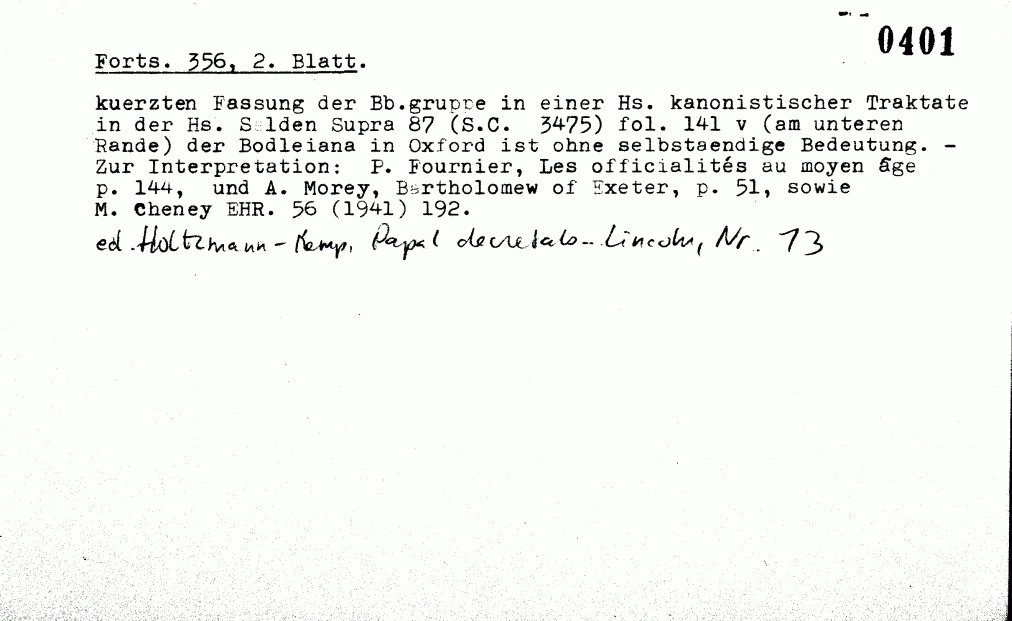 0401
Forts. 356, 2. Blatt.
kuerzten Fassung der Bb.gruppe in einer Hs. kanonistischer Traktate
in der Hs. Selden Supra 87 (S.C. 3475) fol. 141 v (am unteren
Rande) der Bodleiana in Oxford ist ohne selbstaendige Bedeutung. -
Zur Interpretation: P. Fournier, Les officialités au moyen âge
p. 144, und A. Morey, Bartholomew of Exeter, p. 51, sowie
M. Cheney EHR. 56 (1941) 192.
ed. Holtzmann - Kemp, Papal decretals - Lincoln, Nr. 13